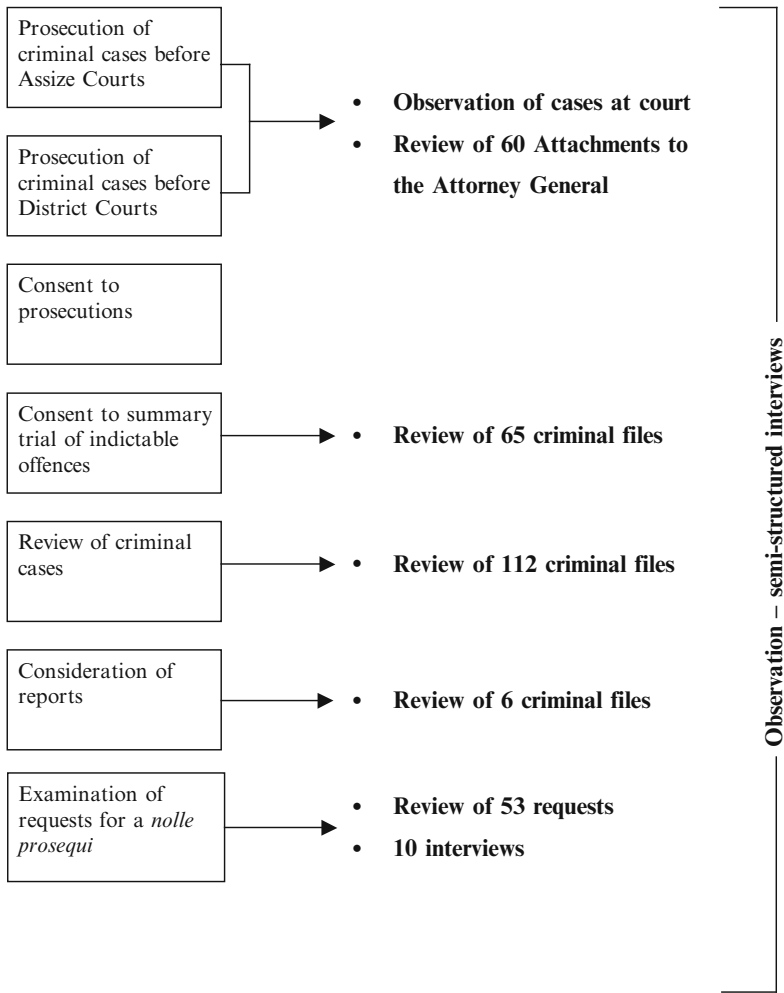 Prosecution of
criminal cases before
Assize Courts
Prosecution of
criminal cases before
District Courts
• Observation of cases at court
• Review of 60 Attachments to
the Attorney General
Consent to
prosecutions
Consent to summary
trial of indictable
offences
• Review of 65 criminal files
Review of criminal
cases
• Review of 112 criminal files
Consideration of
reports
• Review of 6 criminal files
Examination of
requests for a nolle
prosequi
• Review of 53 requests
• 10 interviews
Observation – semi-structured interviews